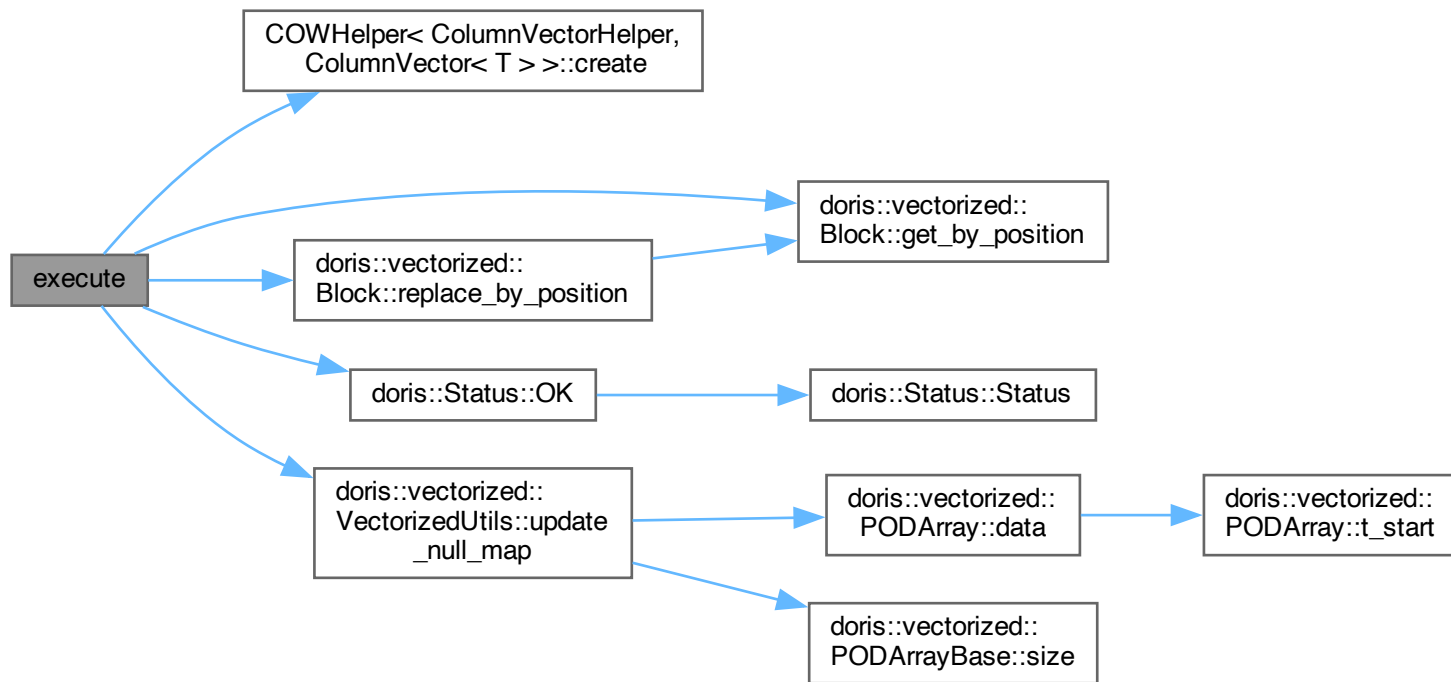 COWHelper< ColumnVectorHelper,
ColumnVector< T > >::create
doris::vectorized::
Block::get_by_position
execute
doris::vectorized::
Block::replace_by_position
doris::Status::OK
doris::Status::Status
doris::vectorized::
VectorizedUtils::update
_null_map
doris::vectorized::
PODArray::data
doris::vectorized::
PODArray::t_start
doris::vectorized::
PODArrayBase::size